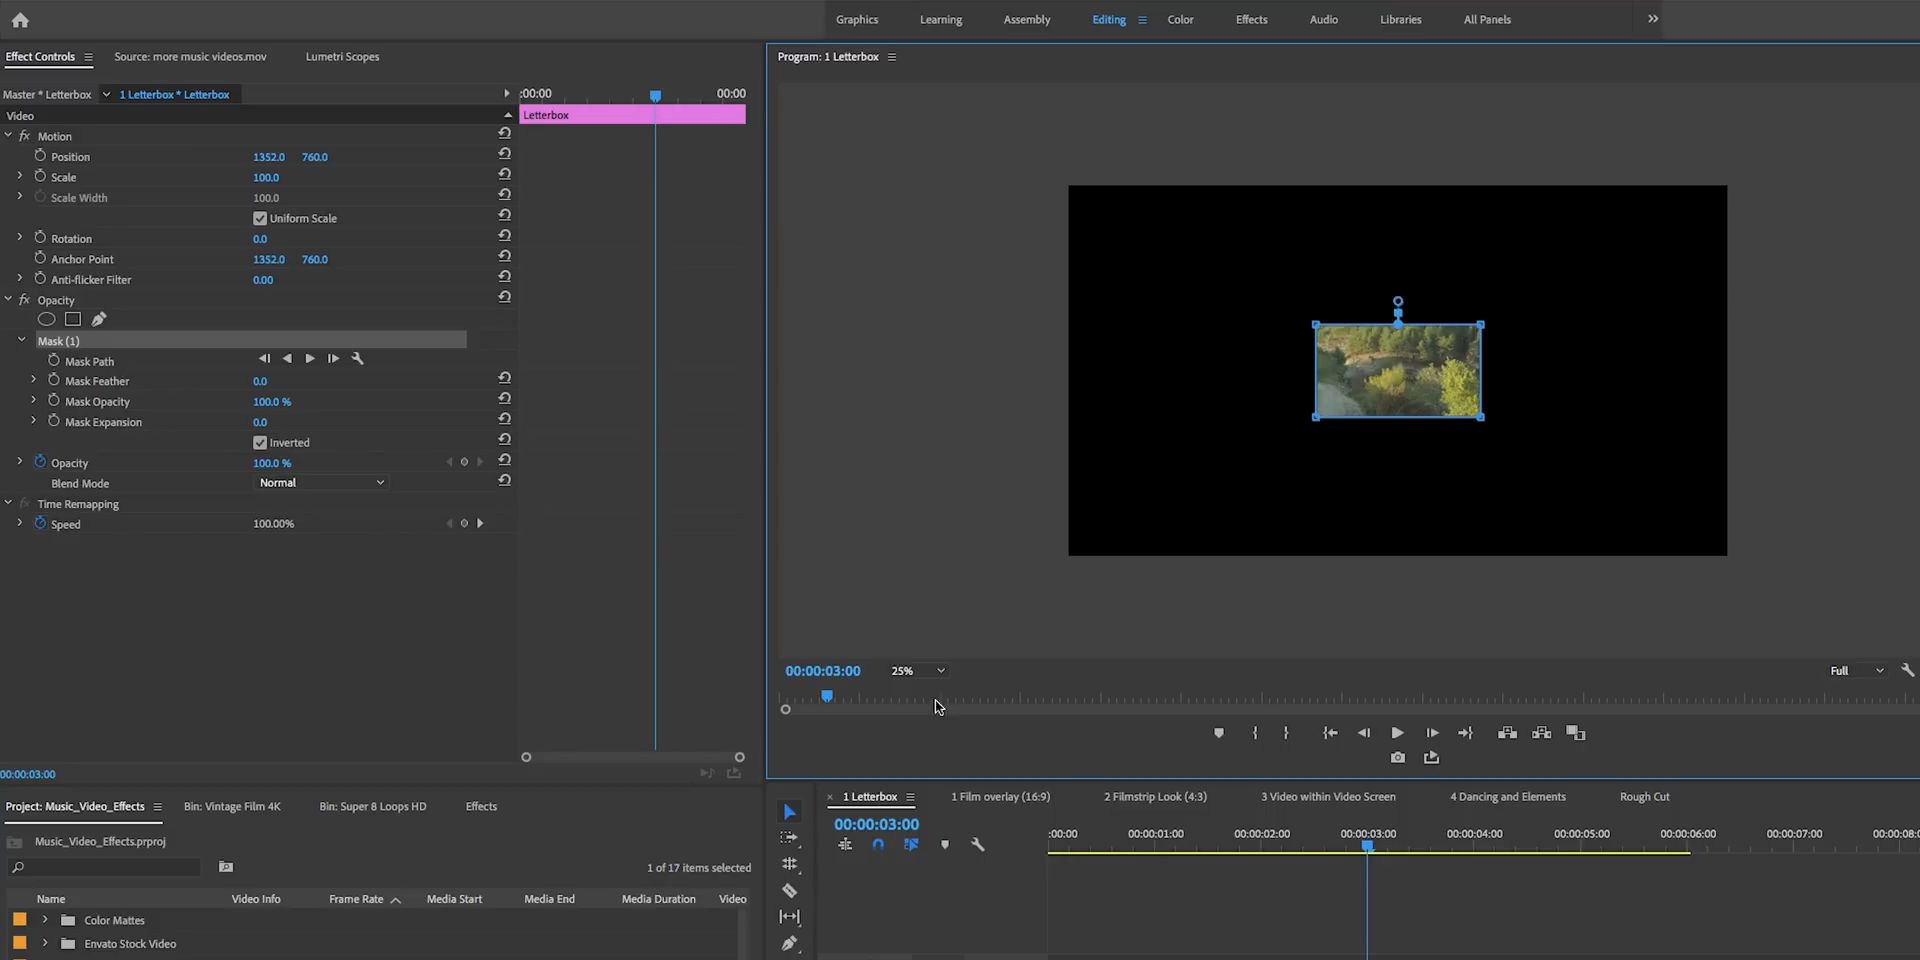 Graphics Learning Assembly Editing Color Effects Audio Libraries All Panels
Effect Controls Source: more music videos.mov Lumetri Scopes
Program: 1 Letterbox
Master * Letterbox 1 Letterbox * Letterbox
:00:00 00:00
Video
Letterbox
fx Motion
Position 1352.0 760.0
Scale 100.0
Scale Width 100.0
Uniform Scale
Rotation 0.0
Anchor Point 1352.0 760.0
Anti-flicker Filter 0.00
fx Opacity
Mask (1)
Mask Path
Mask Feather 0.0
Mask Opacity 100.0 %
Mask Expansion 0.0
Inverted
Opacity 100.0 %
Blend Mode Normal
fx Time Remapping
Speed 100.00%
00:00:03:00
00:00:03:00 25% Full
Project: Music_Video_Effects Bin: Vintage Film 4K Bin: Super 8 Loops HD Effects
Music_Video_Effects.prproj
1 of 17 items selected
Name Video Info Frame Rate Media Start Media End Media Duration Video
Color Mattes
Envato Stock Video
× 1 Letterbox 1 Film overlay (16:9) 2 Filmstrip Look (4:3) 3 Video within Video Screen 4 Dancing and Elements Rough Cut
00:00:03:00
:00:00 00:00:01:00 00:00:02:00 00:00:03:00 00:00:04:00 00:00:05:00 00:00:06:00 00:00:07:00 00:00:08:0